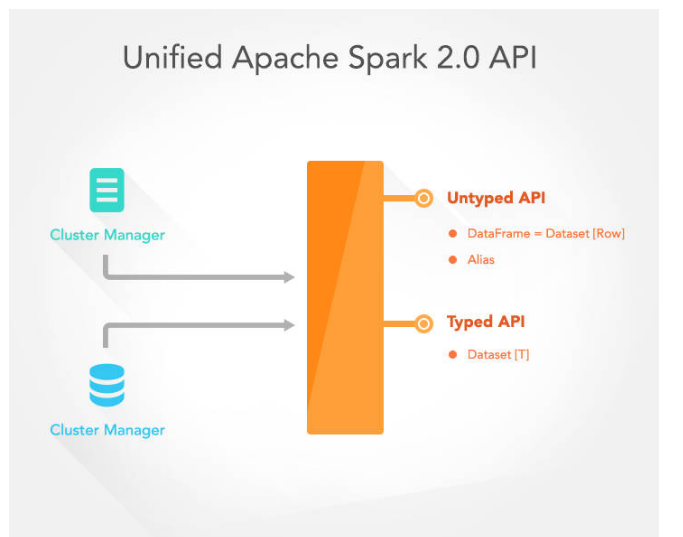 Unified Apache Spark 2.0 API
Cluster Manager
Cluster Manager
Untyped API
DataFrame = Dataset [Row]
Alias
Typed API
Dataset [T]